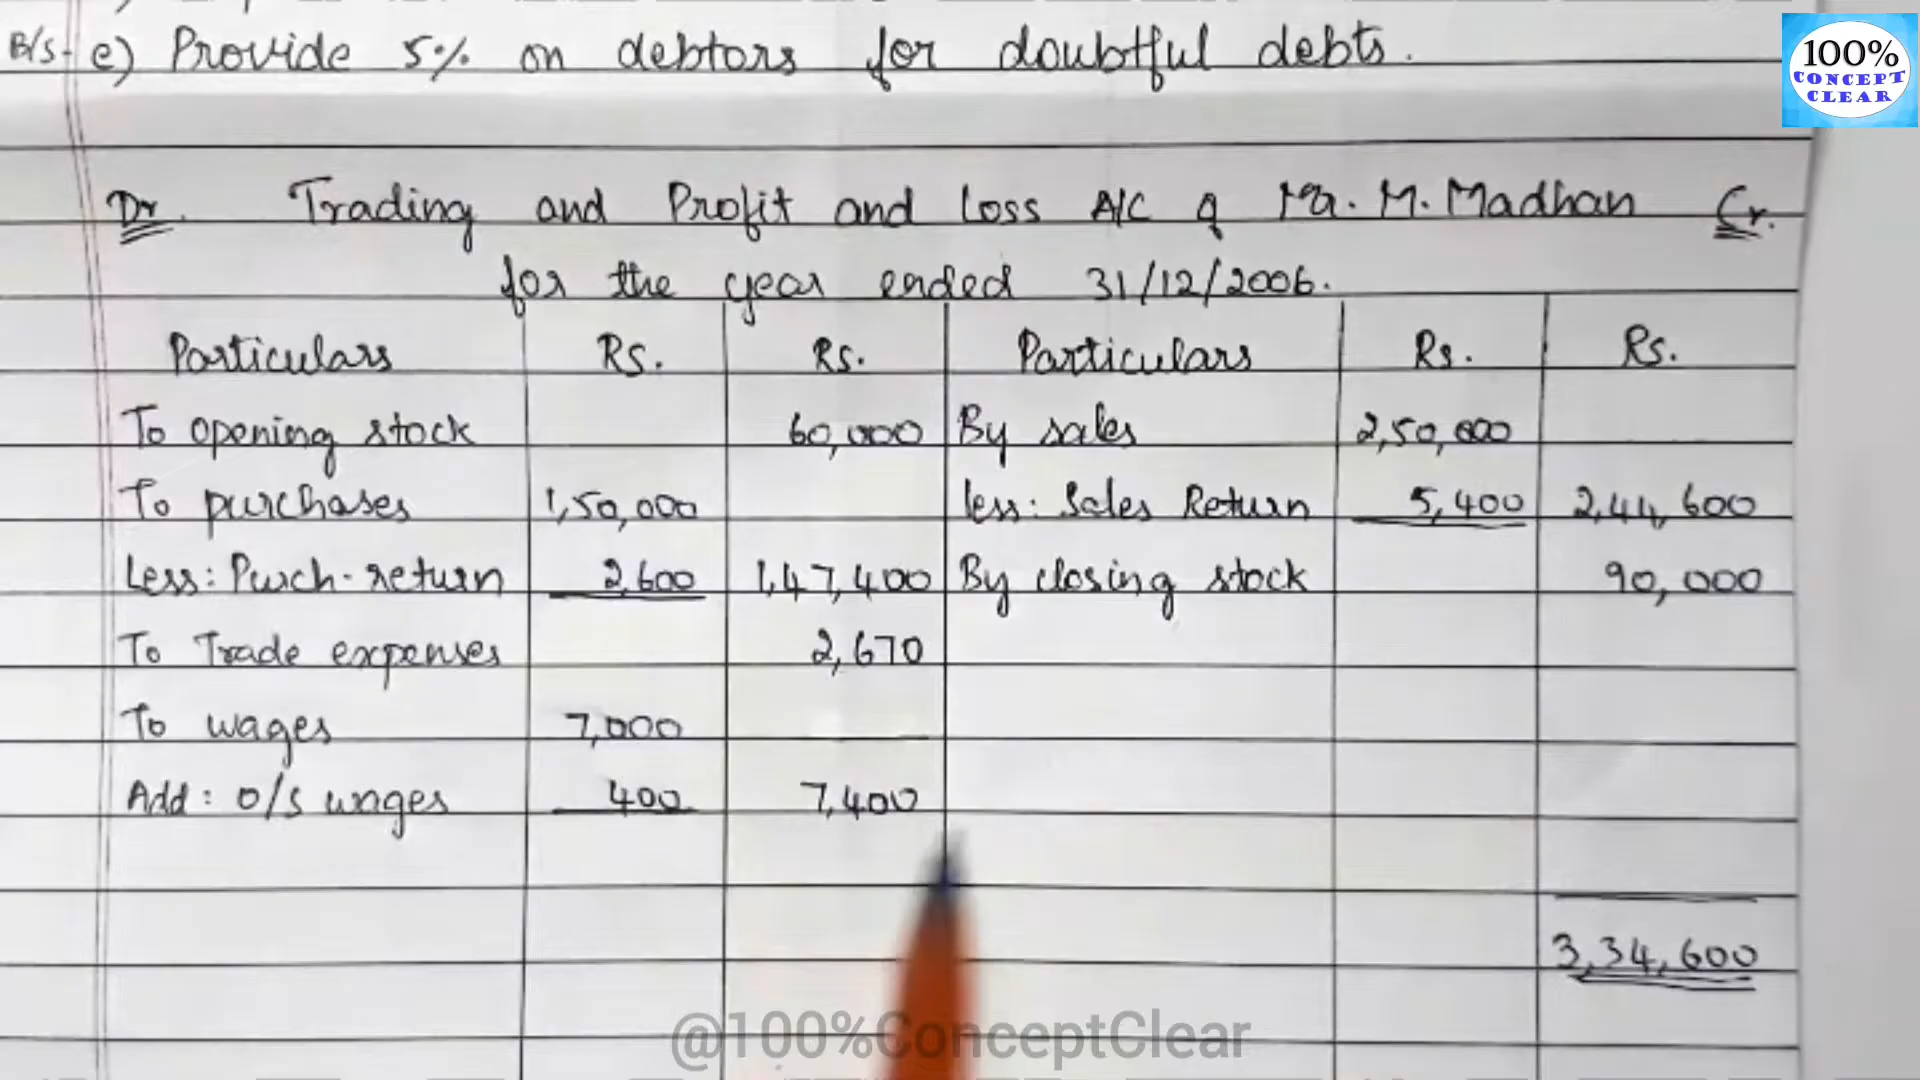 B/S- e) Provide 5% on debtors for doubtful debts.
100%
CONCEPT
CLEAR
Dr. Trading and Profit and Loss A/C of Mr. M. Madhan Cr.
for the year ended 31/12/2006.
Particulars Rs. Rs. Particulars Rs. Rs.
To opening stock 60,000 By sales 2,50,000
To purchases 1,50,000 less: Sales Return 5,400 2,44,600
Less: Purch. return 2,600 1,47,400 By closing stock 90,000
To Trade expenses 2,670
To wages 7,000
Add: o/s wages 400 7,400
3,34,600
@100%ConceptClear